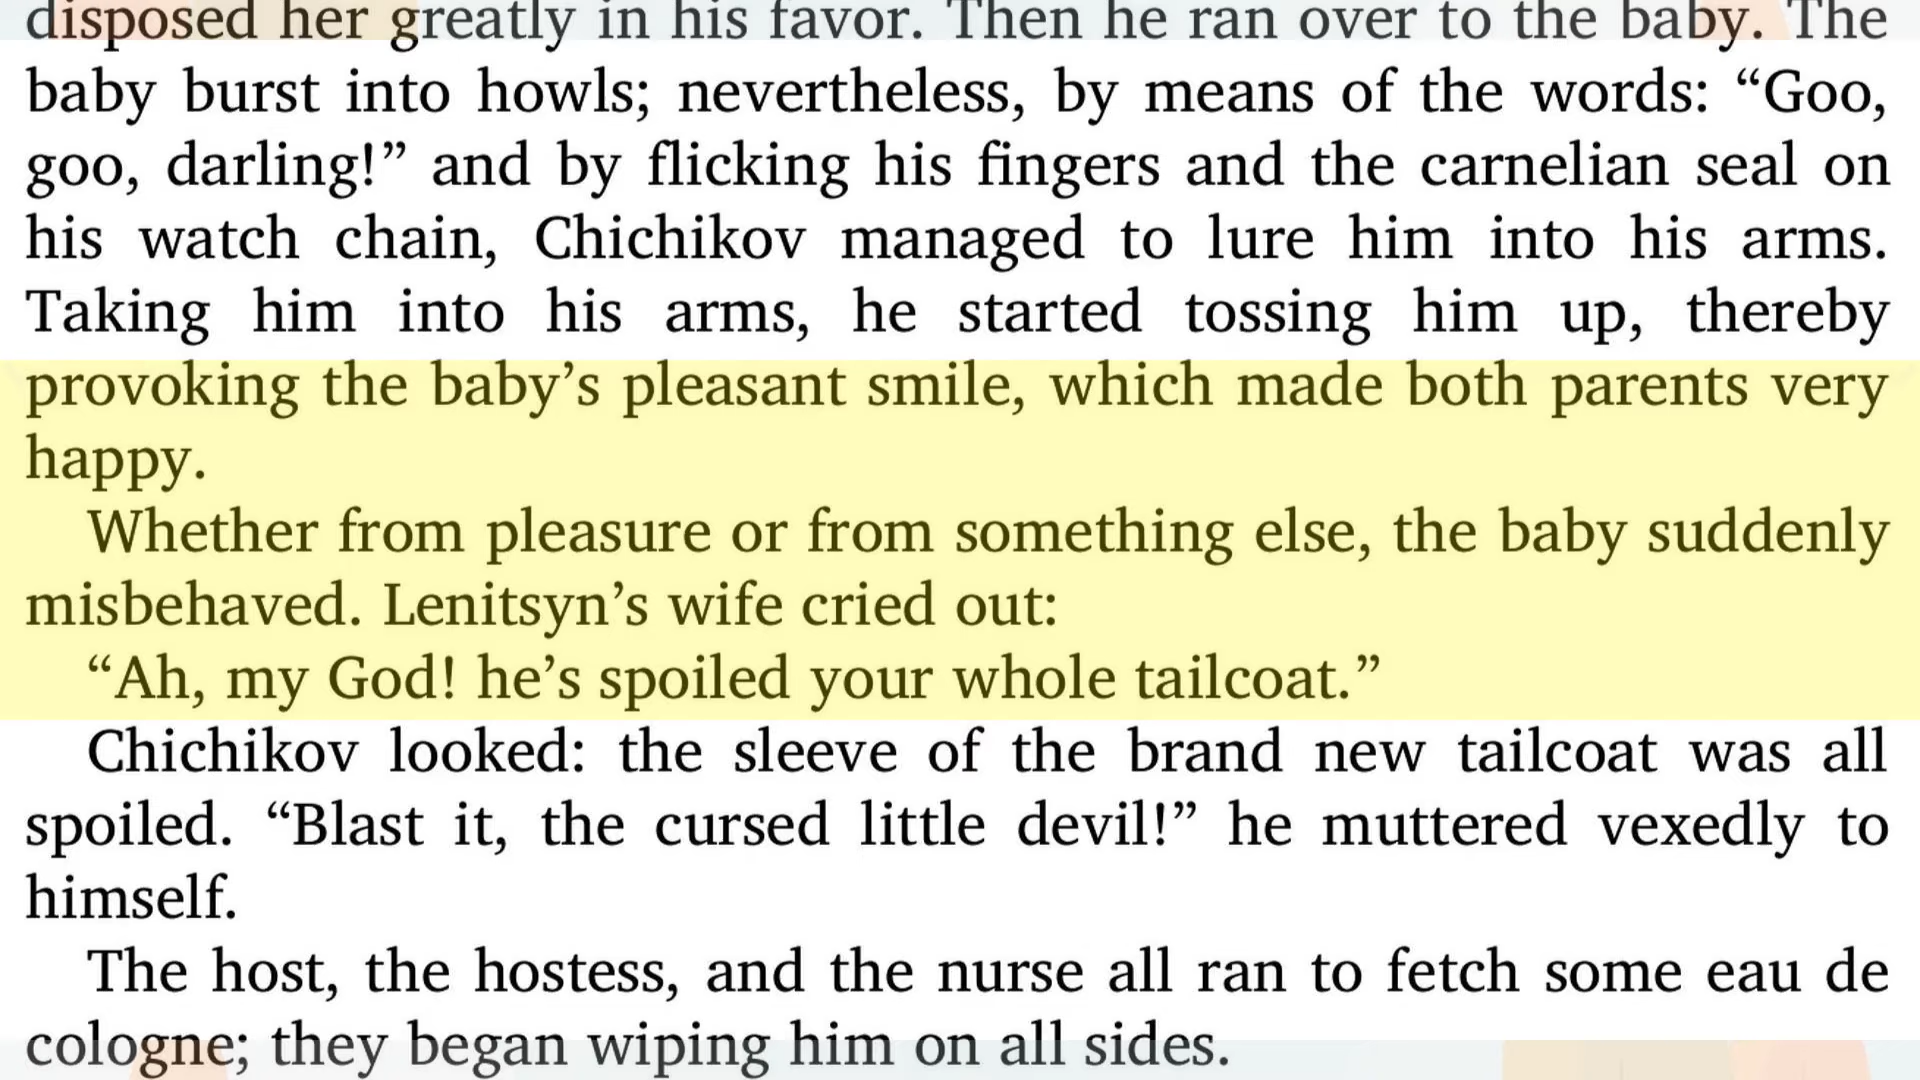 disposed her greatly in his favor. Then he ran over to the baby. The
baby burst into howls; nevertheless, by means of the words: “Goo,
goo, darling!” and by flicking his fingers and the carnelian seal on
his watch chain, Chichikov managed to lure him into his arms.
Taking him into his arms, he started tossing him up, thereby
provoking the baby’s pleasant smile, which made both parents very
happy.
Whether from pleasure or from something else, the baby suddenly
misbehaved. Lenitsyn’s wife cried out:
“Ah, my God! he’s spoiled your whole tailcoat.”
Chichikov looked: the sleeve of the brand new tailcoat was all
spoiled. “Blast it, the cursed little devil!” he muttered vexedly to
himself.
The host, the hostess, and the nurse all ran to fetch some eau de
cologne; they began wiping him on all sides.